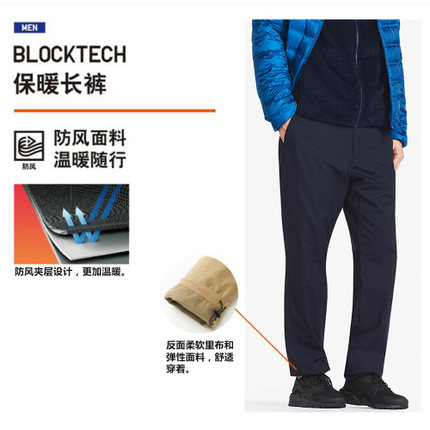 MEN
BLOCKTECH
保暖长裤
防风面料
温暖随行
防风
防风夹层设计，更加温暖。
反面柔软里布和
弹性面料，舒适
穿着。